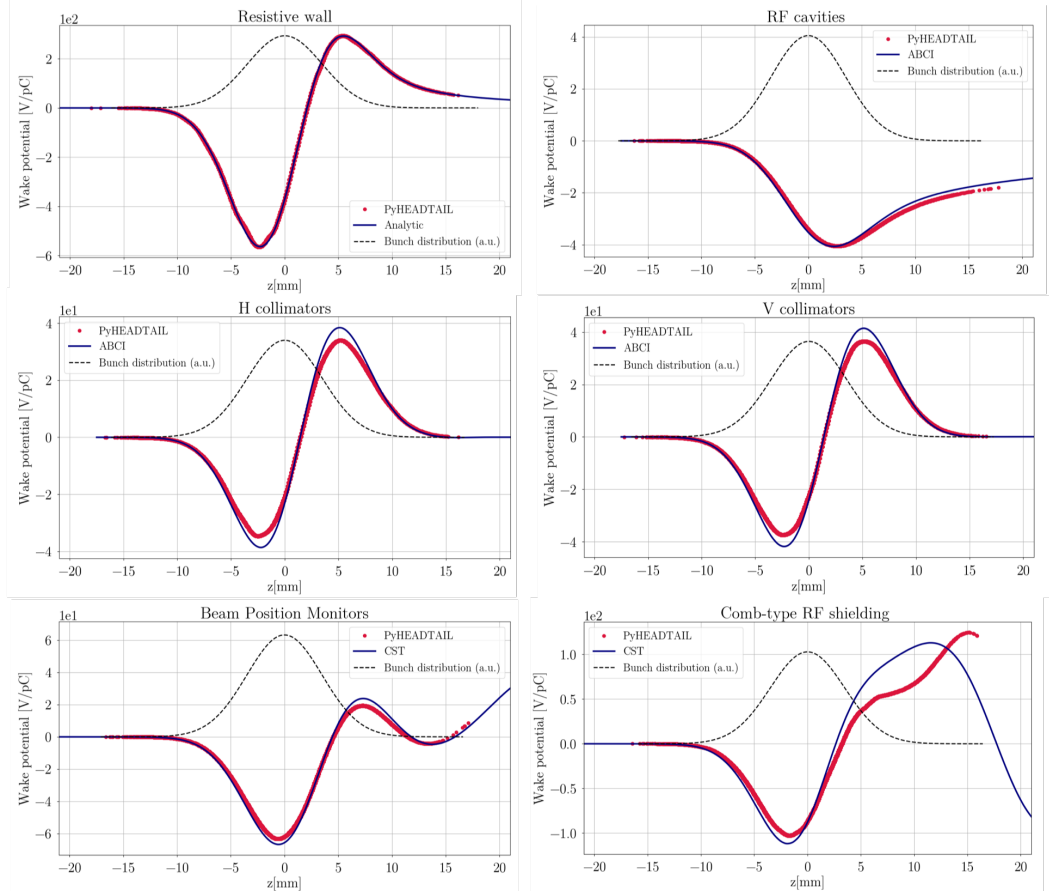 Resistive wall
1e2
Wake potential [V/pC]
2
0
−2
−4
−6
PyHEADTAIL
Analytic
Bunch distribution (a.u.)
−20 −15 −10 −5 0 5 10 15 20
z[mm]
RF cavities
Wake potential [V/pC]
4
2
0
−2
−4
PyHEADTAIL
ABCI
Bunch distribution (a.u.)
−20 −15 −10 −5 0 5 10 15 20
z[mm]
H collimators
1e1
Wake potential [V/pC]
4
2
0
−2
−4
PyHEADTAIL
ABCI
Bunch distribution (a.u.)
−20 −15 −10 −5 0 5 10 15 20
z[mm]
V collimators
1e1
Wake potential [V/pC]
4
2
0
−2
−4
PyHEADTAIL
ABCI
Bunch distribution (a.u.)
−20 −15 −10 −5 0 5 10 15 20
z[mm]
Beam Position Monitors
1e1
Wake potential [V/pC]
6
4
2
0
−2
−4
−6
PyHEADTAIL
CST
Bunch distribution (a.u.)
−20 −15 −10 −5 0 5 10 15 20
z[mm]
Comb-type RF shielding
1e2
Wake potential [V/pC]
1.0
0.5
0.0
−0.5
−1.0
PyHEADTAIL
CST
Bunch distribution (a.u.)
−20 −15 −10 −5 0 5 10 15 20
z[mm]